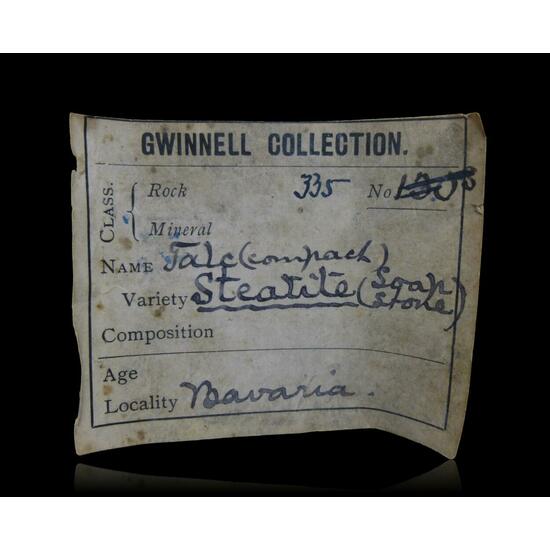 GWINNELL COLLECTION.
CLASS.
Rock 335 No
Mineral
NAME Talc (compact)
Variety Steatite (Soap stone)
Composition
Age
Locality Bavaria.